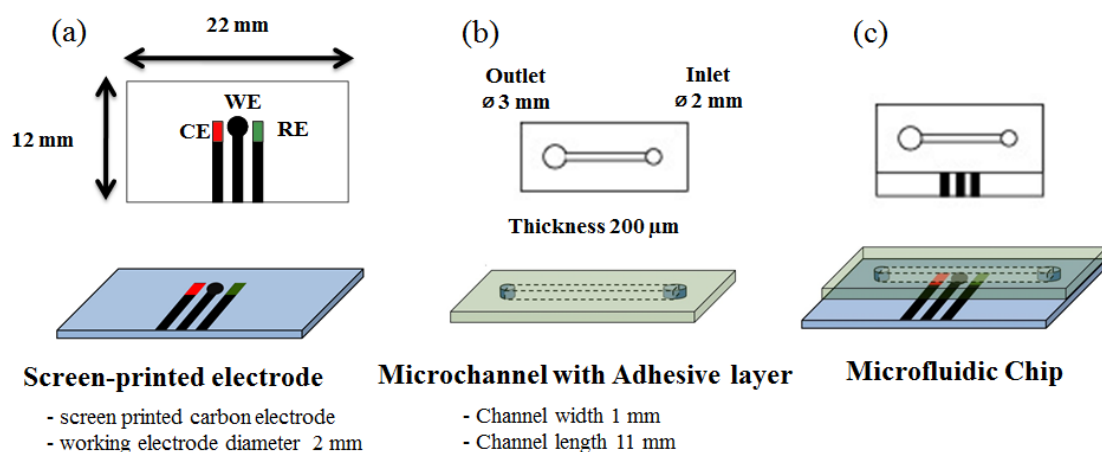 (a)
22 mm
12 mm
WE
CE
RE
Screen-printed electrode
- screen printed carbon electrode
- working electrode diameter 2 mm
(b)
Outlet
ø 3 mm
Inlet
ø 2 mm
Thickness 200 µm
Microchannel with Adhesive layer
- Channel width 1 mm
- Channel length 11 mm
(c)
Microfluidic Chip